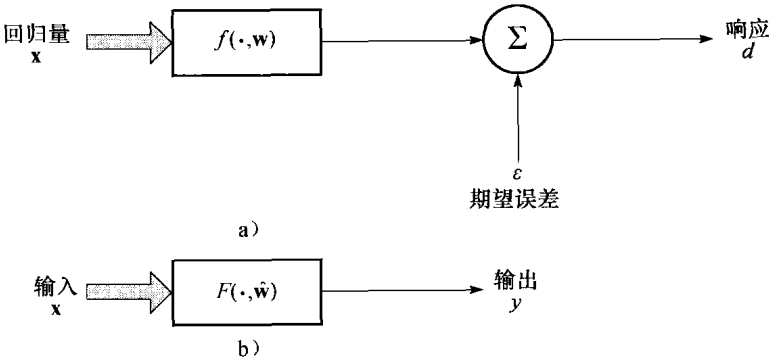 回归量
x
f(·,w)
Σ
响应
d
ε
期望误差
a）
输入
x
F(·,ŵ)
输出
y
b）